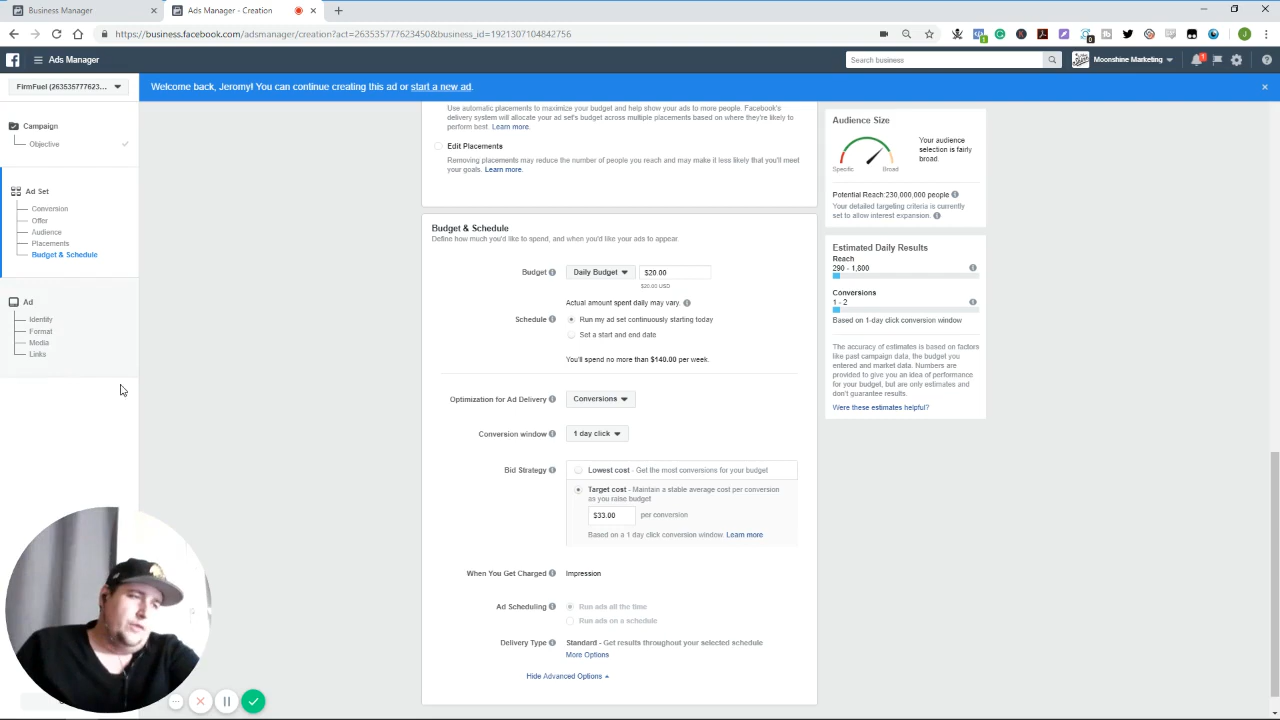 Business Manager
Ads Manager - Creation
https://business.facebook.com/adsmanager/creation?act=263535777623450&business_id=1921307104842756
Ads Manager
Search business
Moonshine Marketing
FirmFuel (263535777623...
Welcome back, Jeromy! You can continue creating this ad or start a new ad.
Campaign
Objective
Ad Set
Conversion
Offer
Audience
Placements
Budget & Schedule
Ad
Identity
Format
Media
Links
Use automatic placements to maximize your budget and help show your ads to more people. Facebook's
delivery system will allocate your ad set's budget across multiple placements based on where they're likely to
perform best. Learn more.
Edit Placements
Removing placements may reduce the number of people you reach and may make it less likely that you'll meet
your goals. Learn more.
Budget & Schedule
Define how much you'd like to spend, and when you'd like your ads to appear.
Budget
Daily Budget
$20.00
$20.00 USD
Actual amount spent daily may vary.
Schedule
Run my ad set continuously starting today
Set a start and end date
You'll spend no more than $140.00 per week.
Optimization for Ad Delivery
Conversions
Conversion window
1 day click
Bid Strategy
Lowest cost - Get the most conversions for your budget
Target cost - Maintain a stable average cost per conversion
as you raise budget
$33.00 per conversion
Based on a 1 day click conversion window Learn more
When You Get Charged
Impression
Ad Scheduling
Run ads all the time
Run ads on a schedule
Delivery Type
Standard - Get results throughout your selected schedule
More Options
Hide Advanced Options
Audience Size
Your audience
selection is fairly
broad.
Specific
Broad
Potential Reach:230,000,000 people
Your detailed targeting criteria is currently
set to allow interest expansion.
Estimated Daily Results
Reach
290 - 1,800
Conversions
1 - 2
Based on 1-day click conversion window
The accuracy of estimates is based on factors
like past campaign data, the budget you
entered and market data. Numbers are
provided to give you an idea of performance
for your budget, but are only estimates and
don't guarantee results.
Were these estimates helpful?